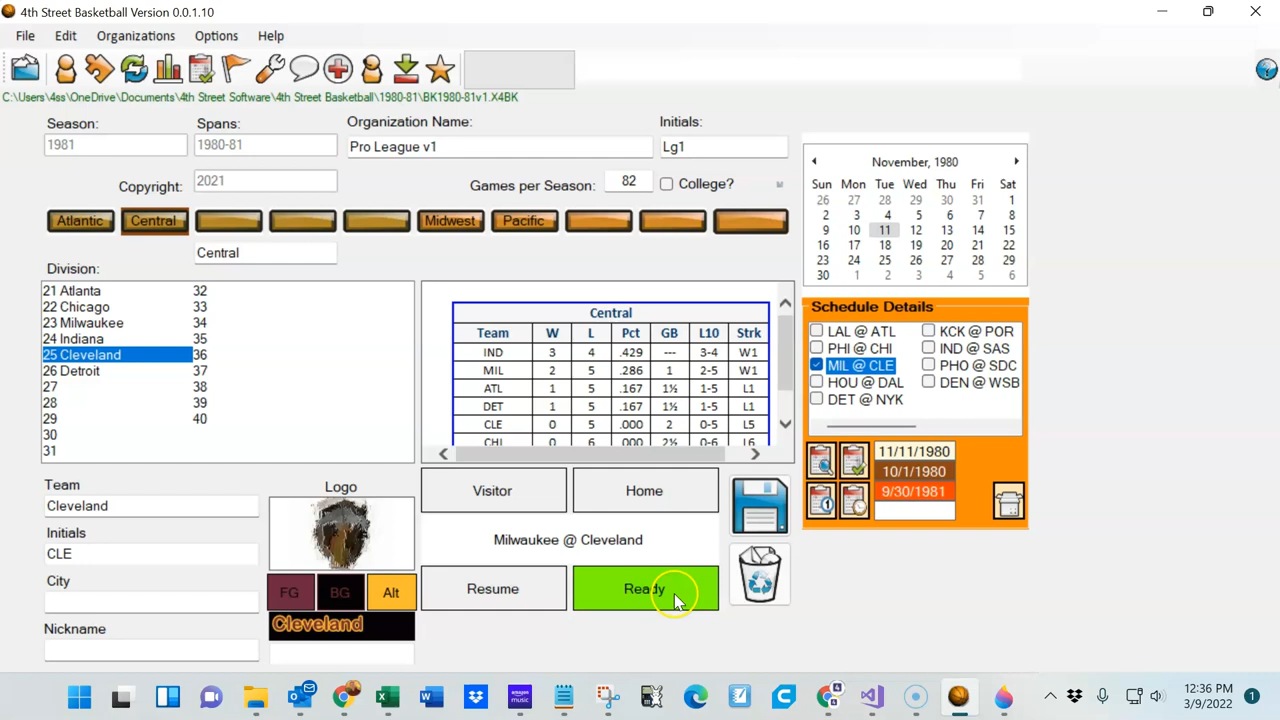 4th Street Basketball Version 0.0.1.10
File Edit Organizations Options Help
C:\Users\4ss\OneDrive\Documents\4th Street Software\4th Street Basketball\1980-81\BK1980-81v1.X4BK
Season: Spans: Organization Name: Initials:
1981 1980-81 Pro League v1 Lg1
Copyright: 2021 Games per Season: 82 College?
Atlantic Central Midwest Pacific
Central
Division:
21 Atlanta 32
22 Chicago 33
23 Milwaukee 34
24 Indiana 35
25 Cleveland 36
26 Detroit 37
27 38
28 39
29 40
30
31
Central
Team W L Pct GB L10 Strk
IND 3 4 .429 --- 3-4 W1
MIL 2 5 .286 1 2-5 W1
ATL 1 5 .167 1½ 1-5 L1
DET 1 5 .167 1½ 1-5 L1
CLE 0 5 .000 2 0-5 L5
CHI 0 6 .000 2½ 0-6 L6
November, 1980
Sun Mon Tue Wed Thu Fri Sat
26 27 28 29 30 31 1
2 3 4 5 6 7 8
9 10 11 12 13 14 15
16 17 18 19 20 21 22
23 24 25 26 27 28 29
30 1 2 3 4 5 6
Schedule Details
LAL @ ATL KCK @ POR
PHI @ CHI IND @ SAS
MIL @ CLE PHO @ SDC
HOU @ DAL DEN @ WSB
DET @ NYK
11/11/1980
10/1/1980
9/30/1981
Team
Cleveland
Initials
CLE
City
Nickname
Logo
FG BG Alt
Cleveland
Visitor Home
Milwaukee @ Cleveland
Resume Ready
12:36 PM
3/9/2022